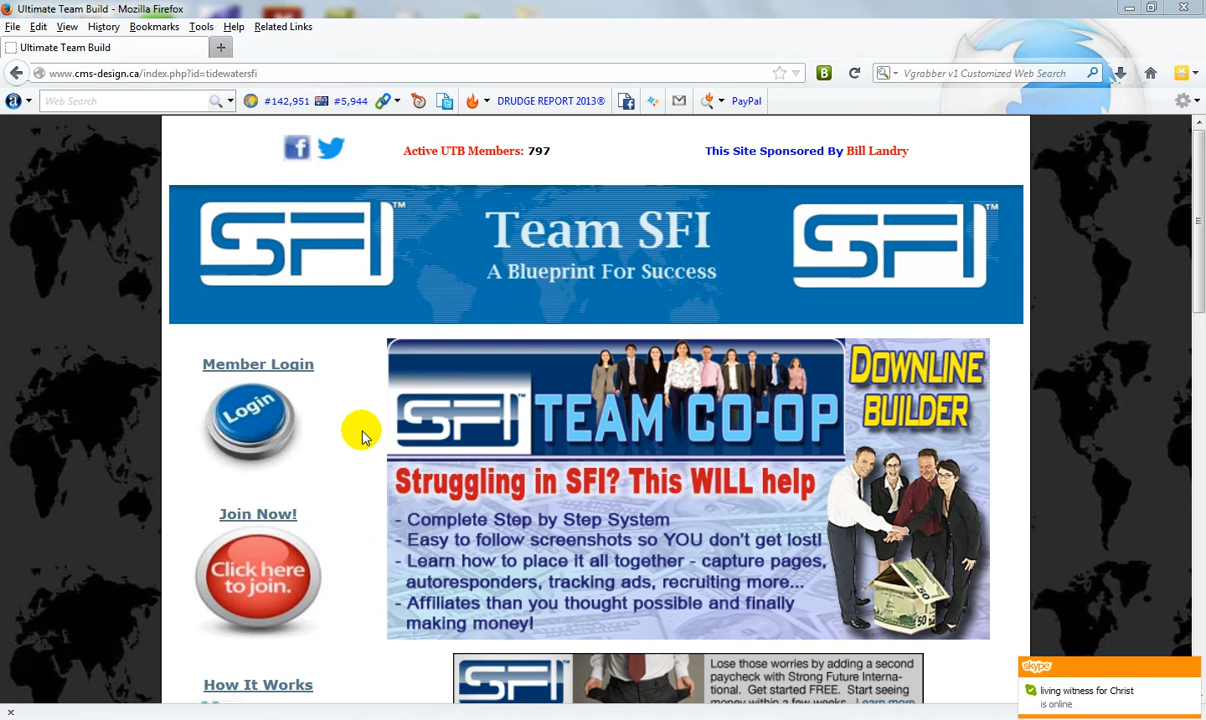 Ultimate Team Build - Mozilla Firefox
File Edit View History Bookmarks Tools Help Related Links
Ultimate Team Build
www.cms-design.ca/index.php?id=tidewatersfi
B
Vgrabber v1 Customized Web Search
a
Web Search
#142,951
#5,944
DRUDGE REPORT 2013®
PayPal
Active UTB Members: 797
This Site Sponsored By Bill Landry
SFI™
Team SFI
A Blueprint For Success
SFI™
Member Login
Login
Join Now!
Click here
to join.
How It Works
SFI™ TEAM CO-OP
DOWNLINE
BUILDER
Struggling in SFI? This WILL help
- Complete Step by Step System
- Easy to follow screenshots so YOU don't get lost!
- Learn how to place it all together - capture pages,
autoresponders, tracking ads, recruiting more...
- Affiliates than you thought possible and finally
making money!
50
50
SFI™
Lose those worries by adding a second
paycheck with Strong Future Interna-
tional. Get started FREE. Start seeing
money within a few weeks. Learn more
skype
living witness for Christ
is online